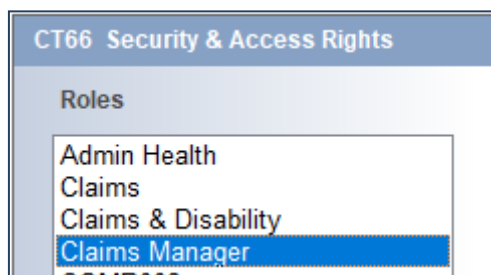 CT66 Security & Access Rights
Roles
Admin Health
Claims
Claims & Disability
Claims Manager